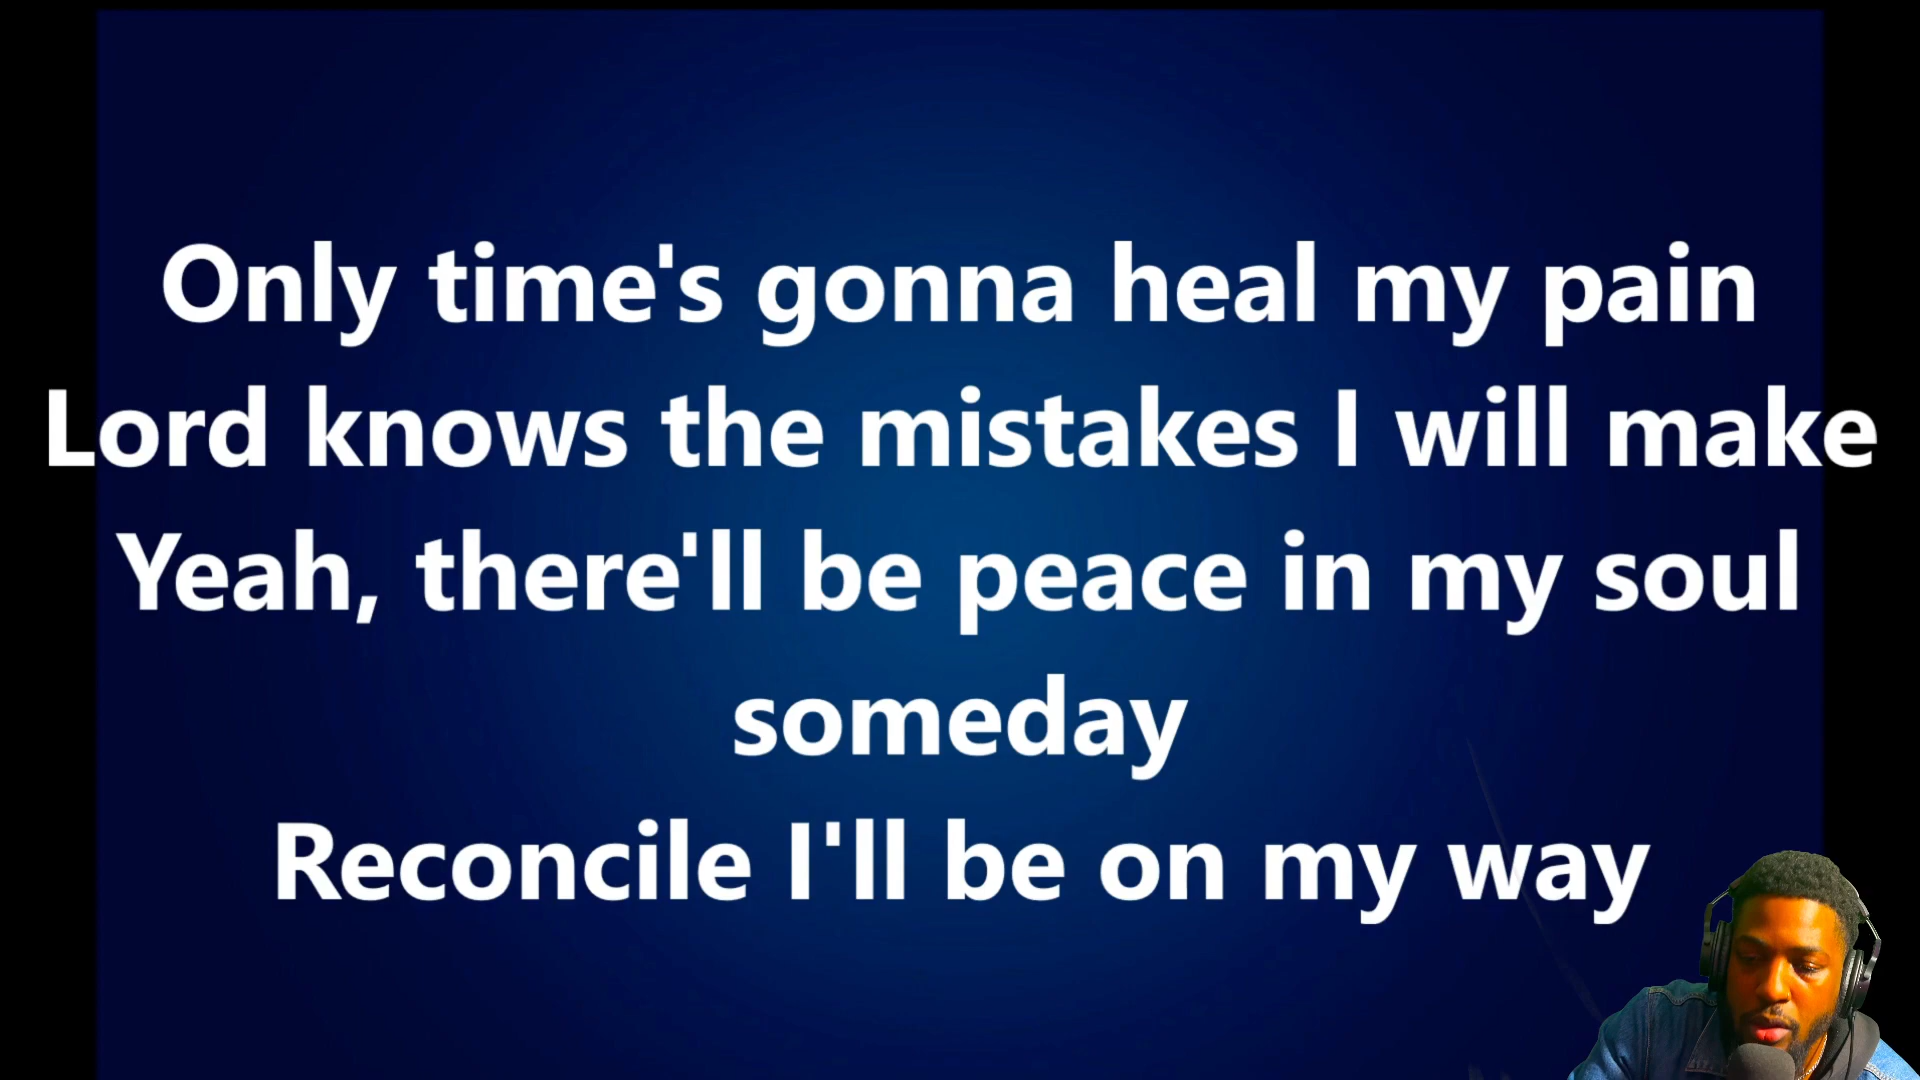 Only time's gonna heal my pain
Lord knows the mistakes I will make
Yeah, there'll be peace in my soul
someday
Reconcile I'll be on my way